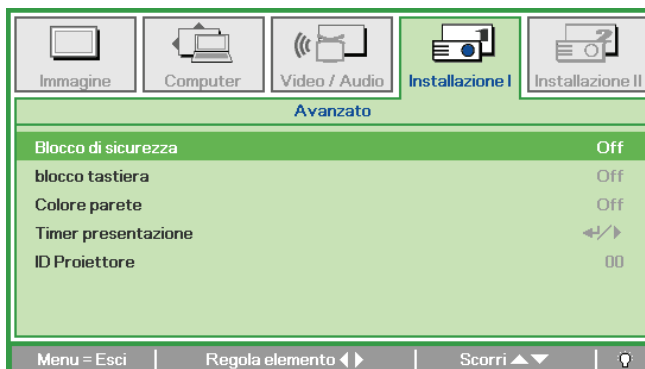 Immagine
Computer
Video / Audio
Installazione I
Installazione II
Avanzato
Blocco di sicurezza Off
blocco tastiera Off
Colore parete Off
Timer presentazione
ID Proiettore 00
Menu = Esci Regola elemento Scorri